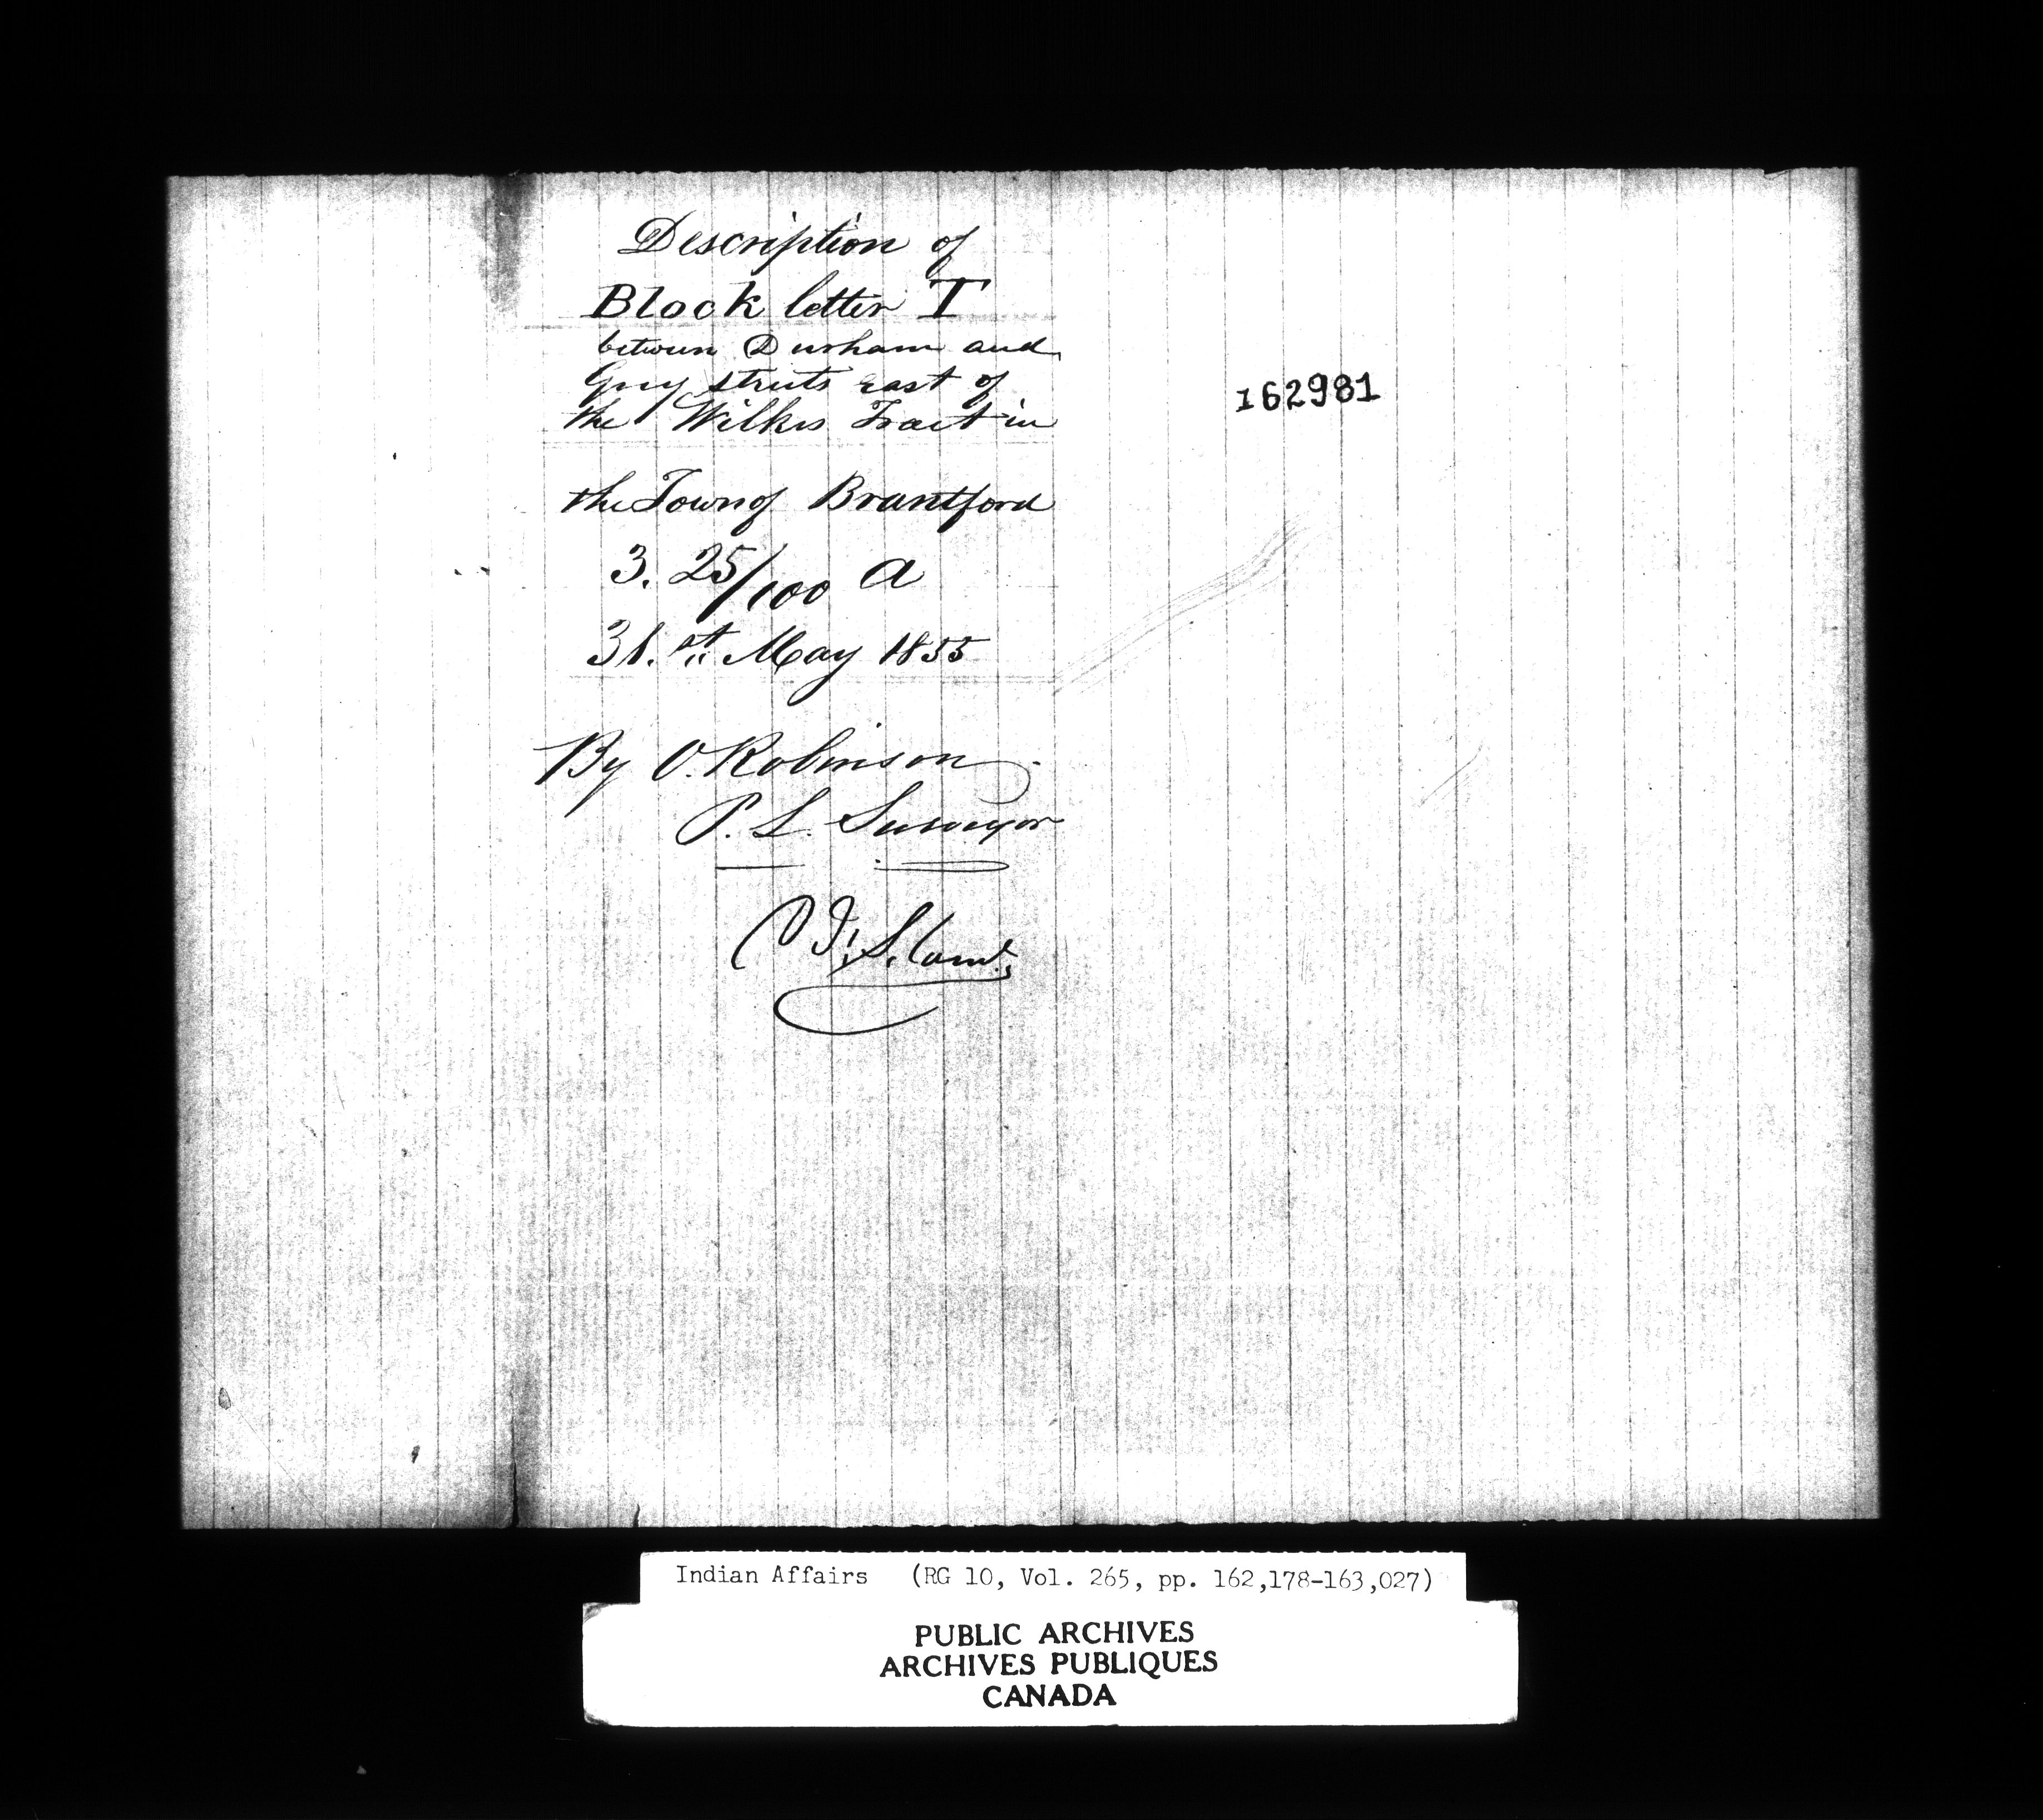 Description of
Block letter T
between Durham and
Grey streets east of
the Wilkes Tract in
162981
the Town of Brantford
3. 25/100 a
31.st May 1855
By O. Robinson
P. L. Surveyor
Indian Affairs (RG 10, Vol. 265, pp. 162,178-163,027)
PUBLIC ARCHIVES
ARCHIVES PUBLIQUES
CANADA